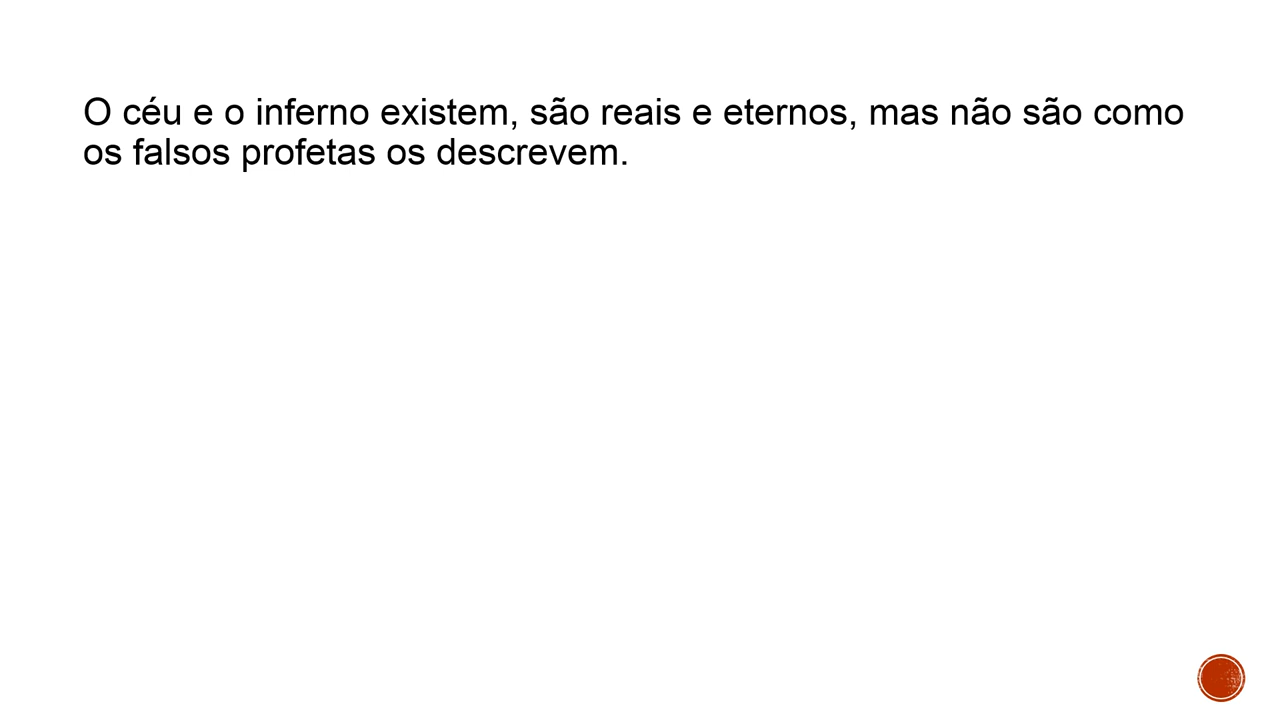 O céu e o inferno existem, são reais e eternos, mas não são como
os falsos profetas os descrevem.